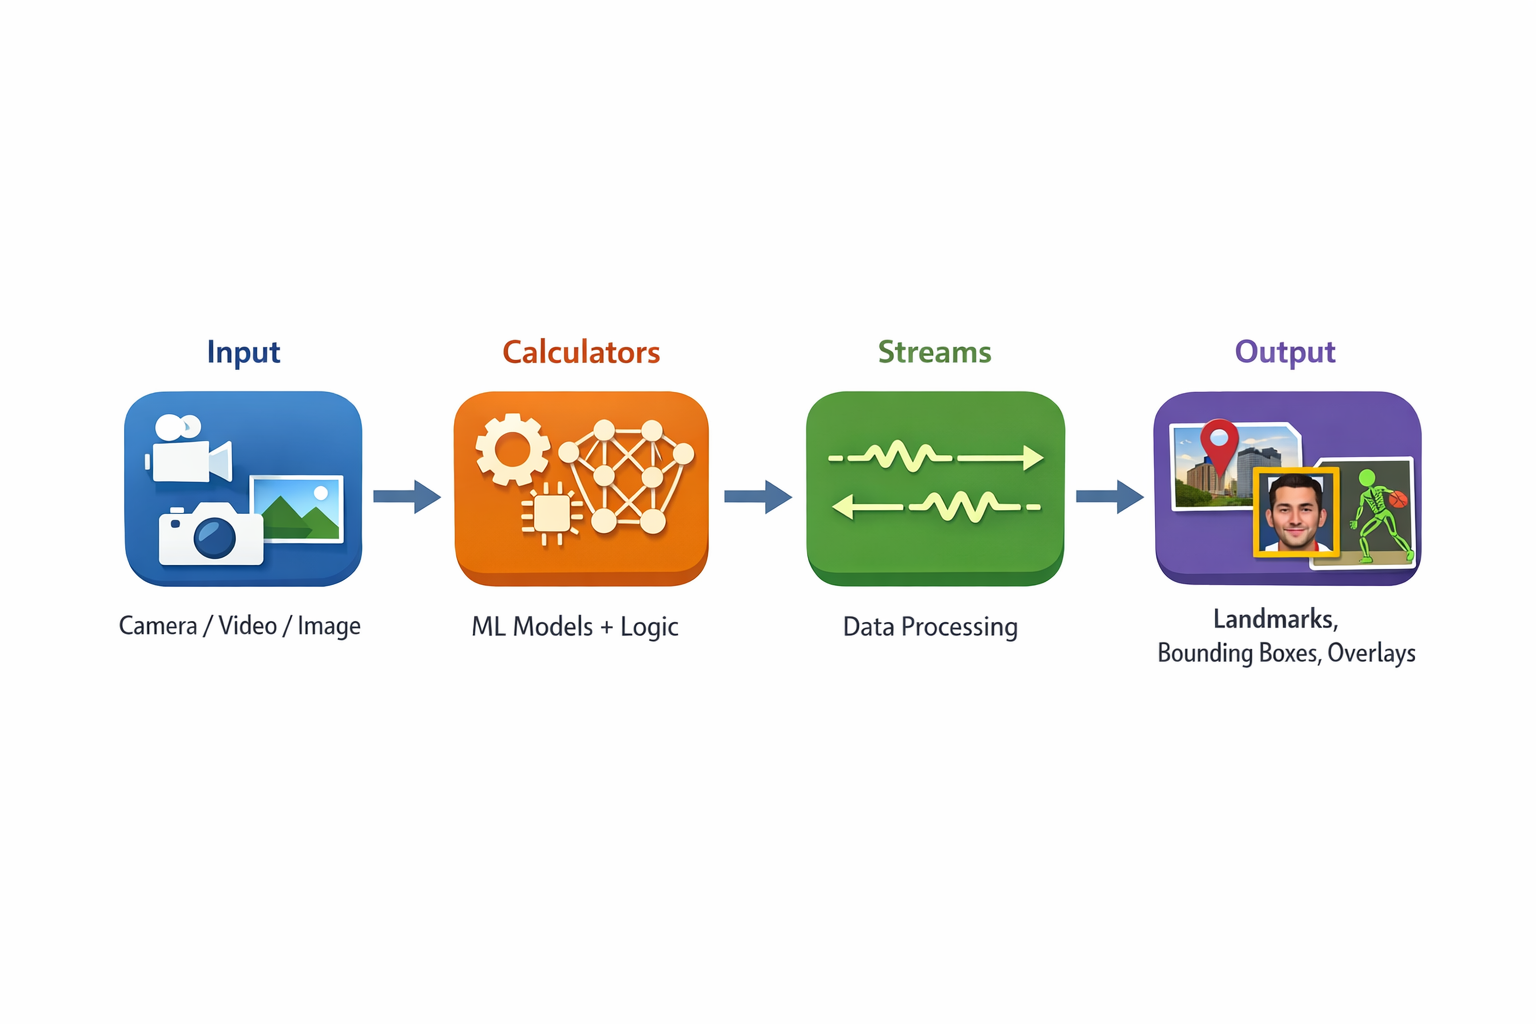 Input
Calculators
Streams
Output
Camera / Video / Image
ML Models + Logic
Data Processing
Landmarks,
Bounding Boxes, Overlays